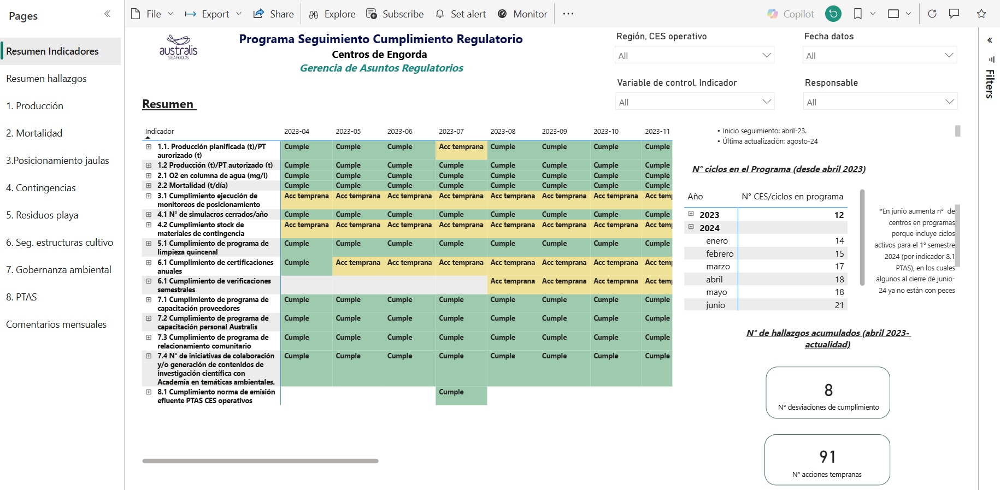 Pages
Resumen Indicadores
Resumen hallazgos
1. Producción
2. Mortalidad
3.Posicionamiento jaulas
4. Contingencias
5. Residuos playa
6. Seg. estructuras cultivo
7. Gobernanza ambiental
8. PTAS
Comentarios mensuales
File Export Share Explore Subscribe Set alert Monitor ... Copilot
australis
SEAFOODS
Programa Seguimiento Cumplimiento Regulatorio
Centros de Engorda
Gerencia de Asuntos Regulatorios
Región, CES operativo
All
Fecha datos
All
Variable de control, Indicador
All
Responsable
All
Filters
Resumen
Indicador 2023-04 2023-05 2023-06 2023-07 2023-08 2023-09 2023-10 2023-11
1.1. Producción planificada (t)/PT Cumple Cumple Cumple Acc temprana Cumple Cumple Cumple Cumple
aurorizado (t)
1.2 Producción (t)/PT autorizado (t) Cumple Cumple Cumple Cumple Cumple Cumple Cumple Cumple
2.1 O2 en columna de agua (mg/l) Cumple Cumple Cumple Cumple Cumple Cumple Cumple Cumple
2.2 Mortalidad (t/día) Cumple Cumple Cumple Cumple Cumple Cumple Cumple Cumple
3.1 Cumplimiento ejecución de Acc temprana Acc temprana Acc temprana Acc temprana Acc temprana Acc temprana Acc temprana Acc tem
monitoreos de posicionamiento
4.1 N° de simulacros cerrados/año Cumple Cumple Cumple Cumple Cumple Cumple Cumple Cumple
4.2 Cumplimiento stock de Acc temprana Acc temprana Acc temprana Acc temprana Acc temprana Acc temprana Acc temprana Acc temp
materiales de contingencia
5.1 Cumplimiento de programa de Cumple Cumple Cumple Cumple Cumple Cumple Cumple Cumple
limpieza quincenal
6.1 Cumplimiento de certificaciones Cumple Acc temprana Acc temprana Acc temprana Acc temprana Acc temprana Acc temprana Acc temp
anuales
6.1 Cumplimiento de verificaciones Acc temprana Acc temprana Acc temprana Acc temp
semestrales
7.1 Cumplimiento de programa de Cumple Cumple Cumple Cumple Cumple Cumple Cumple Cumple
capacitación proveedores
7.2 Cumplimiento de programa de Cumple Cumple Cumple Cumple Cumple Cumple Cumple Cumple
capacitación personal Australis
7.3 Cumplimiento de programa de Cumple Cumple Cumple Cumple Cumple Cumple Cumple Cumple
relacionamiento comunitario
7.4 N° de iniciativas de colaboración Cumple Cumple Cumple Cumple Cumple Cumple Cumple Cumple
y/o generación de contenidos de
investigación científica con
Academia en temáticas ambientales.
8.1 Cumplimiento norma de emisión Cumple
efluente PTAS CES operativos
• Inicio seguimiento: abril-23.
• Última actualización: agosto-24
N° ciclos en el Programa (desde abril 2023)
Año N° CES/ciclos en programa
2023 12
2024
enero 14
febrero 15
marzo 17
abril 18
mayo 18
junio 21
*En junio aumenta n° de
centros en programas
porque incluye ciclos
activos para el 1° semestre
2024 (por indicador 8.1
PTAS), en los cuales
algunos al cierre de junio-
24 ya no están con peces
N° de hallazgos acumulados (abril 2023-
actualidad)
8
N° desviaciones de cumplimiento
91
N° acciones tempranas